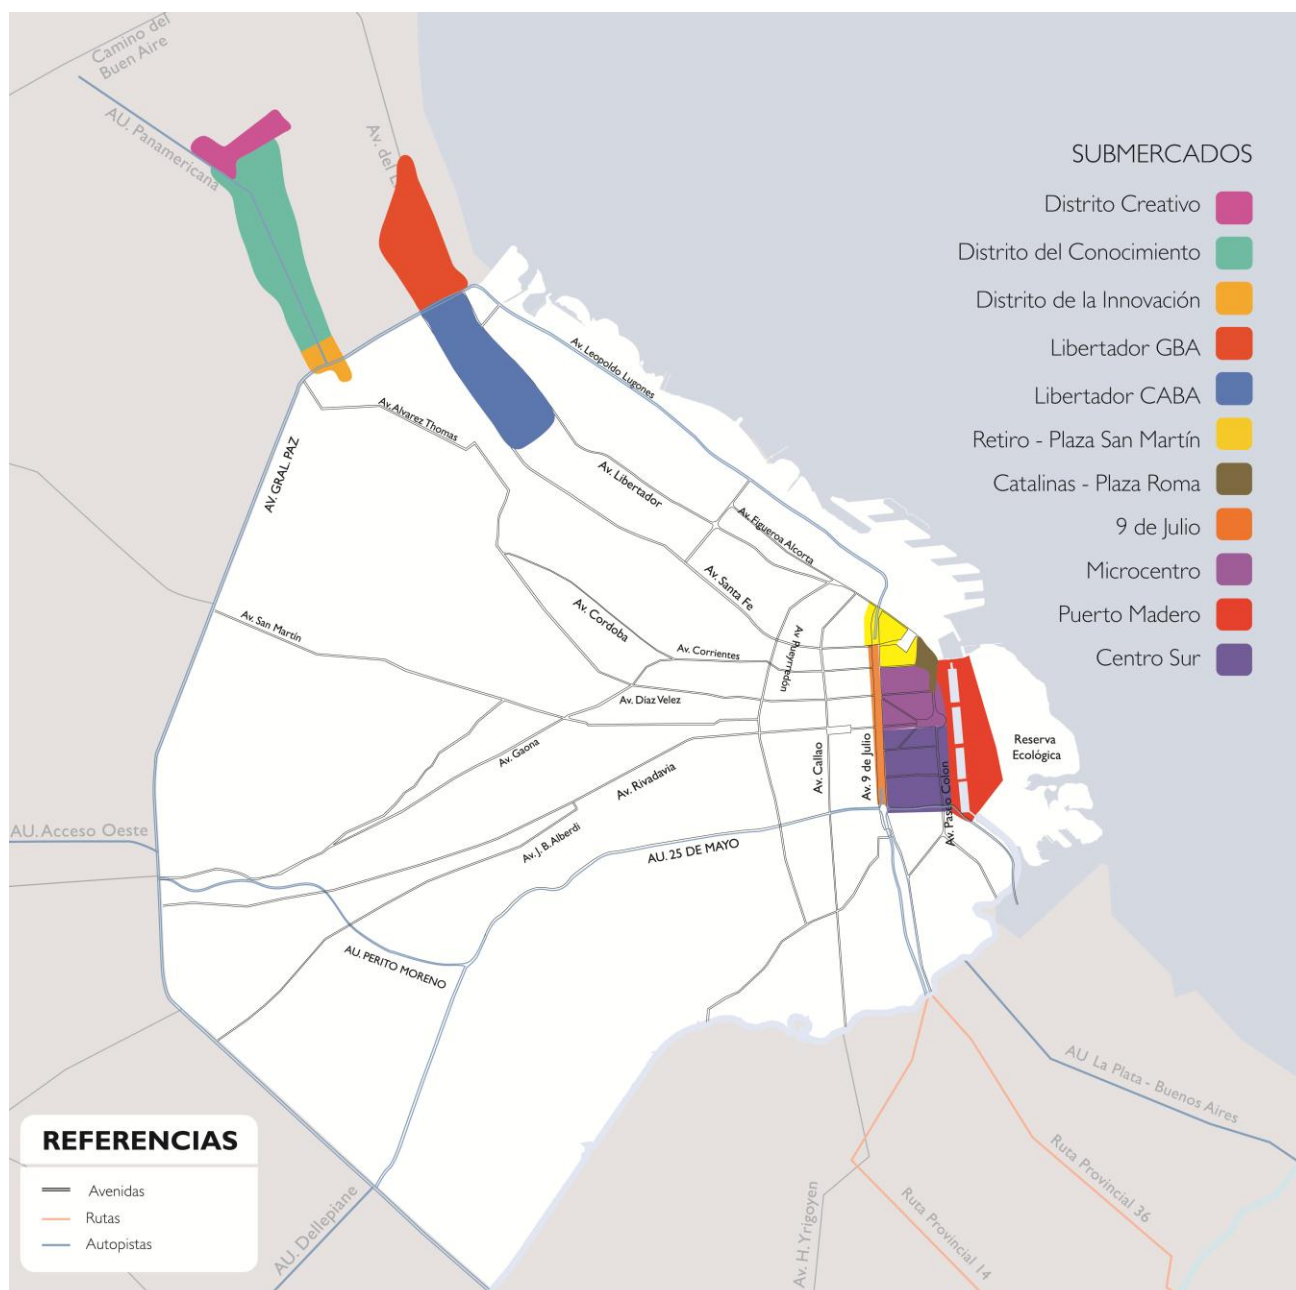 Camino del
Buen Aire
AU. Panamericana
Av. del L
SUBMERCADOS
Distrito Creativo
Distrito del Conocimiento
Distrito de la Innovación
Libertador GBA
Libertador CABA
Retiro - Plaza San Martín
Catalinas - Plaza Roma
9 de Julio
Microcentro
Puerto Madero
Centro Sur
Av. Leopoldo Lugones
Av Alvarez Thomas
AV. GRAL PAZ
Av. Libertador
Av. Figueroa Alcorta
Av. Santa Fe
Av. Cordoba
Av. San Martín
Av. Corrientes
Av Pueyrredón
Av. Díaz Velez
Av. Gaona
Av. Rivadavia
Av. Callao
Av. 9 de Julio
Reserva
Ecológica
Av. Paseo Colon
AU. Acceso Oeste
Av. J. B. Alberdi
AU. 25 DE MAYO
AU. PERITO MORENO
AU La Plata - Buenos Aires
Ruta Provincial 36
Ruta Provincial 14
Av. H. Yrigoyen
AU. Dellepiane
REFERENCIAS
Avenidas
Rutas
Autopistas